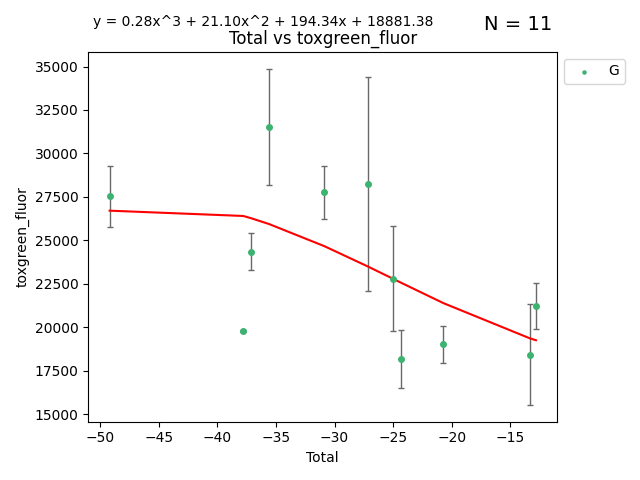 y = 0.28x^3 + 21.10x^2 + 194.34x + 18881.38
N = 11
Total vs toxgreen_fluor
G
35000
32500
30000
27500
25000
22500
20000
17500
15000
toxgreen_fluor
−50
−45
−40
−35
−30
−25
−20
−15
Total